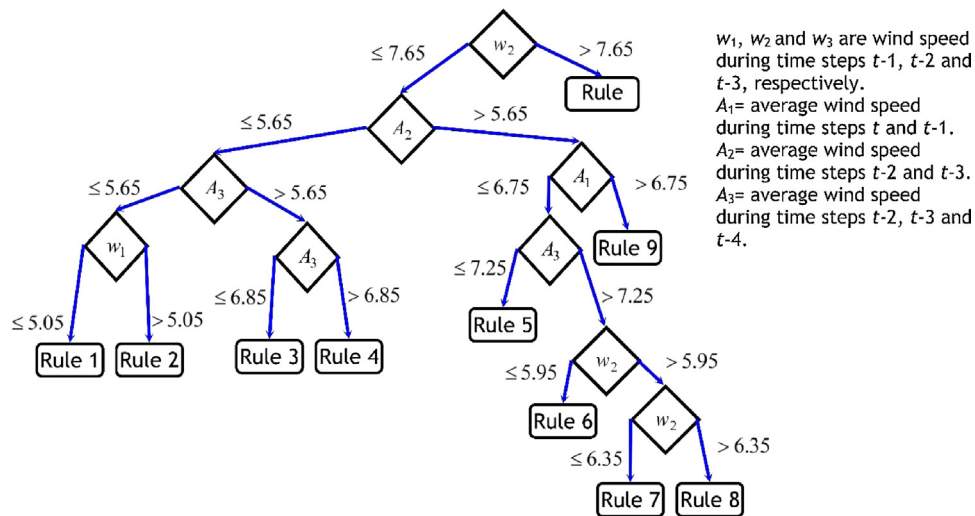 w₂
≤ 7.65
> 7.65
Rule
w₁, w₂ and w₃ are wind speed
during time steps t-1, t-2 and
t-3, respectively.
A₁= average wind speed
during time steps t and t-1.
A₂= average wind speed
during time steps t-2 and t-3.
A₃= average wind speed
during time steps t-2, t-3 and
t-4.
≤ 5.65
A₂
> 5.65
≤ 5.65
A₃
> 5.65
≤ 6.75
A₁
> 6.75
w₁
A₃
A₃
Rule 9
≤ 7.25
> 7.25
≤ 5.05
> 5.05
≤ 6.85
> 6.85
Rule 5
Rule 1
Rule 2
Rule 3
Rule 4
≤ 5.95
w₂
> 5.95
Rule 6
w₂
≤ 6.35
> 6.35
Rule 7
Rule 8